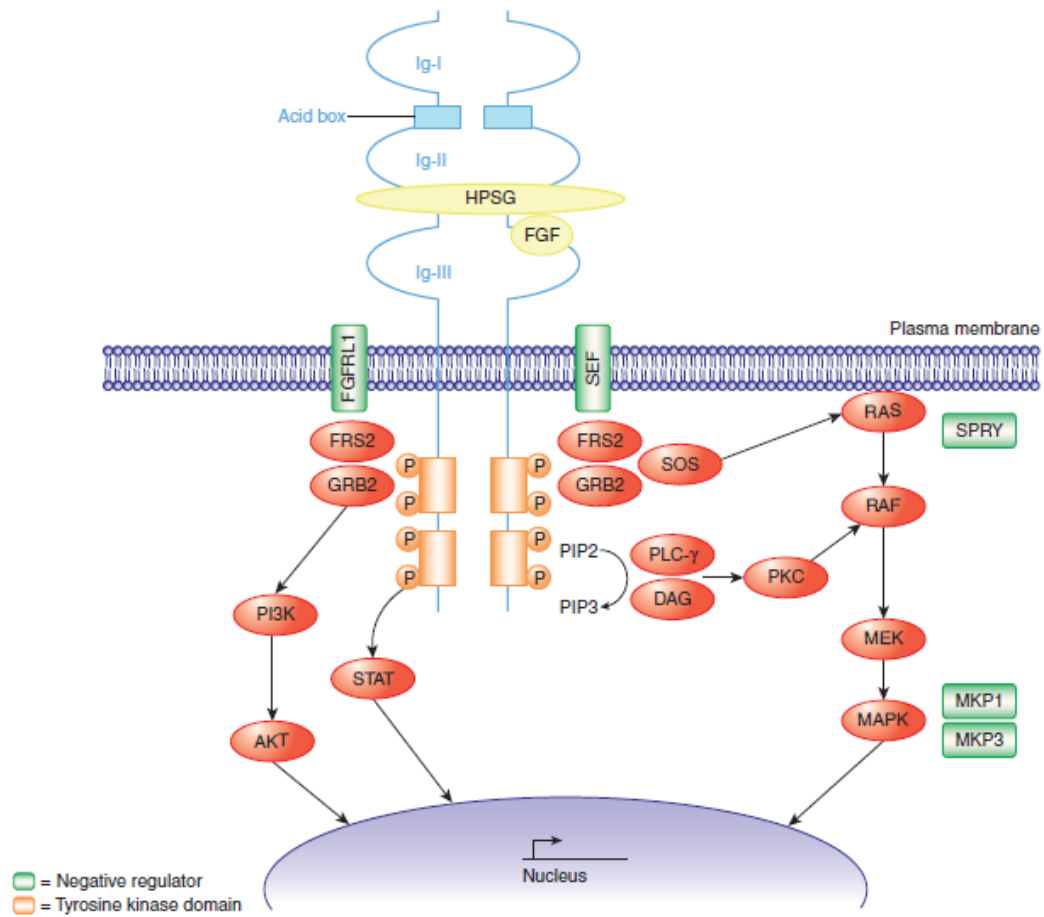 Ig-I
Acid box
Ig-II
HPSG
FGF
Ig-III
Plasma membrane
FGFRL1
SEF
RAS
SPRY
FRS2
FRS2
SOS
GRB2
P
P
GRB2
P
P
RAF
P
P
PIP2
PLC-γ
PKC
P
P
PIP3
DAG
PI3K
MEK
STAT
MKP1
MAPK
AKT
MKP3
Nucleus
= Negative regulator
= Tyrosine kinase domain